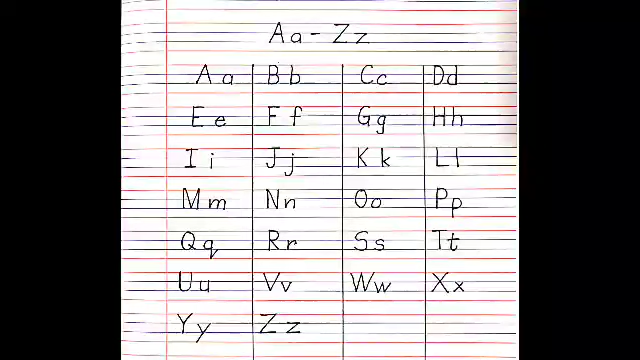 Aa - Zz
Aa Bb Cc Dd
Ee Ff Gg Hh
Ii Jj Kk Ll
Mm Nn Oo Pp
Qq Rr Ss Tt
Uu Vv Ww Xx
Yy Zz